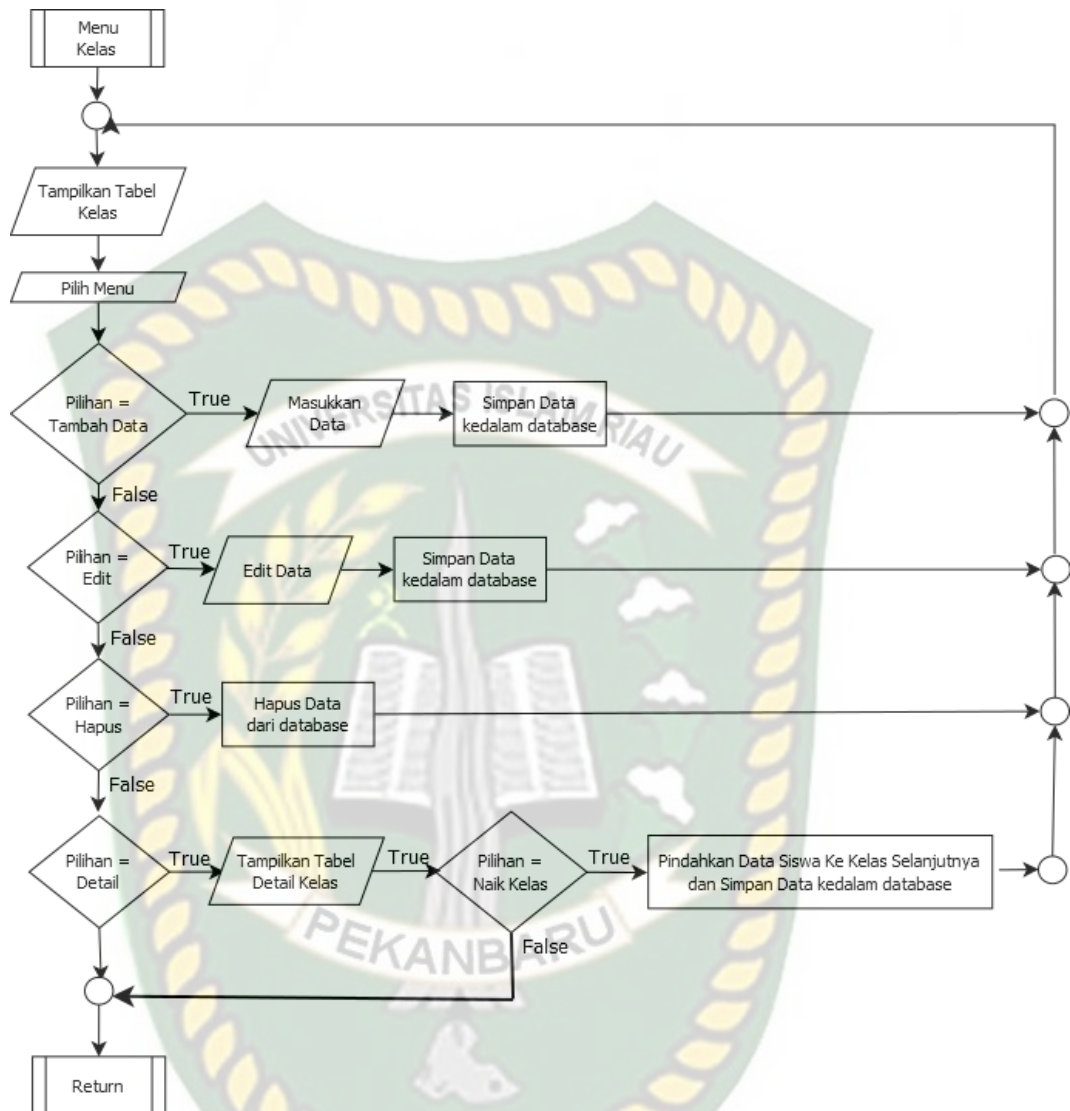 Menu
Kelas
Tampilkan Tabel
Kelas
Pilih Menu
Pilihan =
Tambah Data
True
Masukkan
Data
Simpan Data
kedalam database
False
Pilihan =
Edit
True
Edit Data
Simpan Data
kedalam database
False
Pilihan =
Hapus
True
Hapus Data
dari database
False
Pilihan =
Detail
True
Tampilkan Tabel
Detail Kelas
True
Pilihan =
Naik Kelas
True
Pindahkan Data Siswa Ke Kelas Selanjutnya
dan Simpan Data kedalam database
False
Return
UNIVERSITAS ISLAM RIAU
PEKANBARU